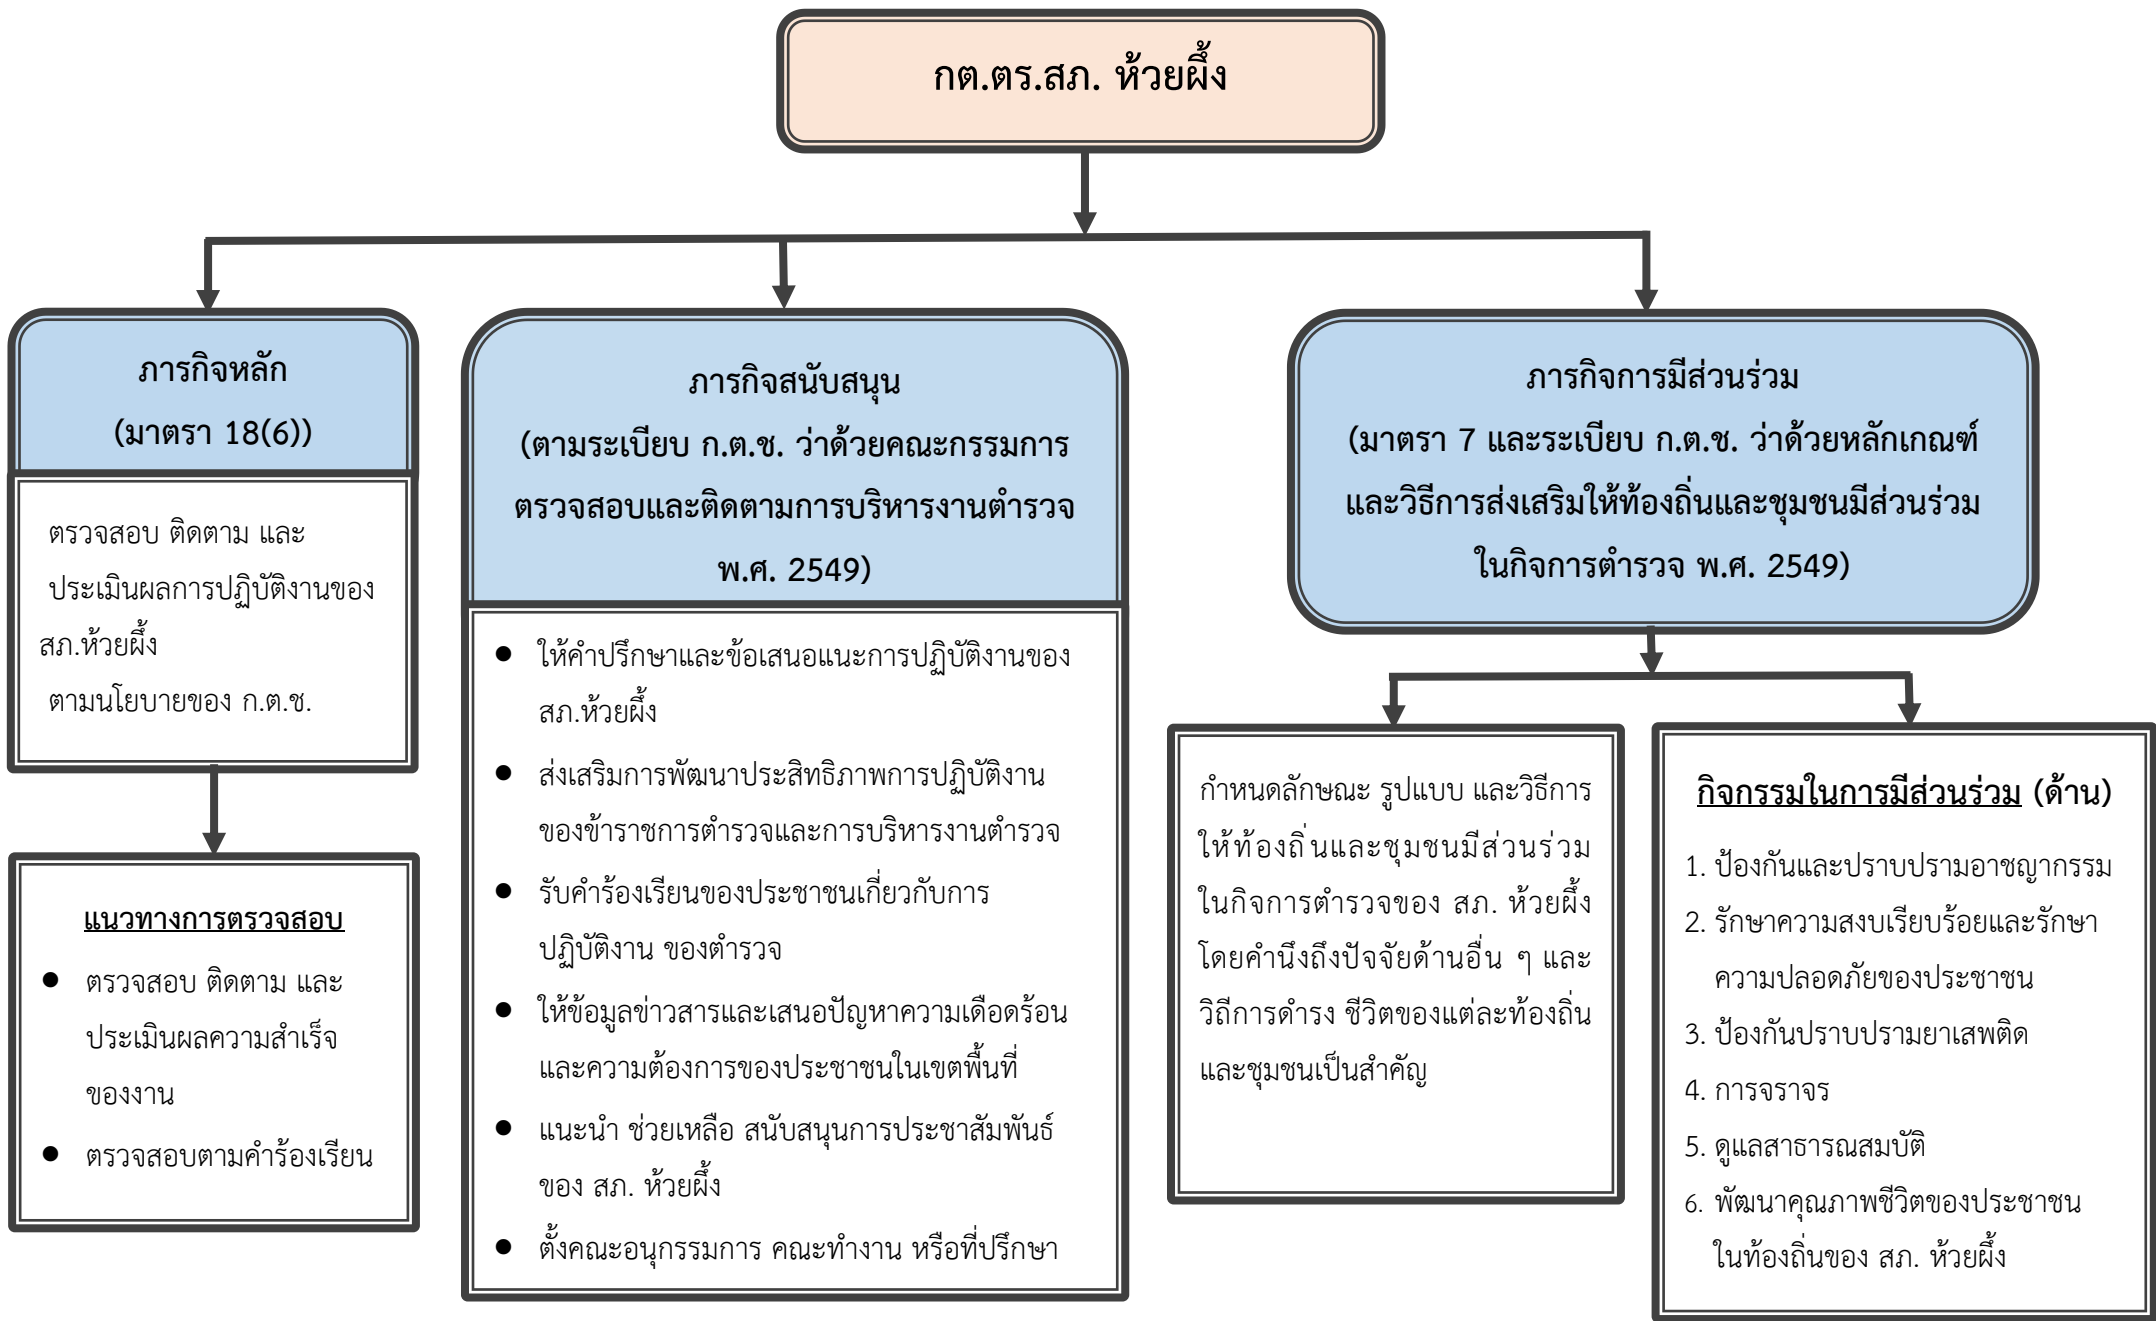 กต.ตร.สภ. ห้วยผึ้ง
ภารกิจหลัก
(มาตรา 18(6))
ตรวจสอบ ติดตาม และ
ประเมินผลการปฏิบัติงานของ
สภ.ห้วยผึ้ง
ตามนโยบายของ ก.ต.ช.
แนวทางการตรวจสอบ
● ตรวจสอบ ติดตาม และ
ประเมินผลความสำเร็จ
ของงาน
● ตรวจสอบตามคำร้องเรียน
ภารกิจสนับสนุน
(ตามระเบียบ ก.ต.ช. ว่าด้วยคณะกรรมการ
ตรวจสอบและติดตามการบริหารงานตำรวจ
พ.ศ. 2549)
● ให้คำปรึกษาและข้อเสนอแนะการปฏิบัติงานของ
สภ.ห้วยผึ้ง
● ส่งเสริมการพัฒนาประสิทธิภาพการปฏิบัติงาน
ของข้าราชการตำรวจและการบริหารงานตำรวจ
● รับคำร้องเรียนของประชาชนเกี่ยวกับการ
ปฏิบัติงาน ของตำรวจ
● ให้ข้อมูลข่าวสารและเสนอปัญหาความเดือดร้อน
และความต้องการของประชาชนในเขตพื้นที่
● แนะนำ ช่วยเหลือ สนับสนุนการประชาสัมพันธ์
ของ สภ. ห้วยผึ้ง
● ตั้งคณะอนุกรรมการ คณะทำงาน หรือที่ปรึกษา
ภารกิจการมีส่วนร่วม
(มาตรา 7 และระเบียบ ก.ต.ช. ว่าด้วยหลักเกณฑ์
และวิธีการส่งเสริมให้ท้องถิ่นและชุมชนมีส่วนร่วม
ในกิจการตำรวจ พ.ศ. 2549)
กำหนดลักษณะ รูปแบบ และวิธีการ
ให้ท้องถิ่นและชุมชนมีส่วนร่วม
ในกิจการตำรวจของ สภ. ห้วยผึ้ง
โดยคำนึงถึงปัจจัยด้านอื่น ๆ และ
วิถีการดำรง ชีวิตของแต่ละท้องถิ่น
และชุมชนเป็นสำคัญ
กิจกรรมในการมีส่วนร่วม (ด้าน)
1. ป้องกันและปราบปรามอาชญากรรม
2. รักษาความสงบเรียบร้อยและรักษา
ความปลอดภัยของประชาชน
3. ป้องกันปราบปรามยาเสพติด
4. การจราจร
5. ดูแลสาธารณสมบัติ
6. พัฒนาคุณภาพชีวิตของประชาชน
ในท้องถิ่นของ สภ. ห้วยผึ้ง